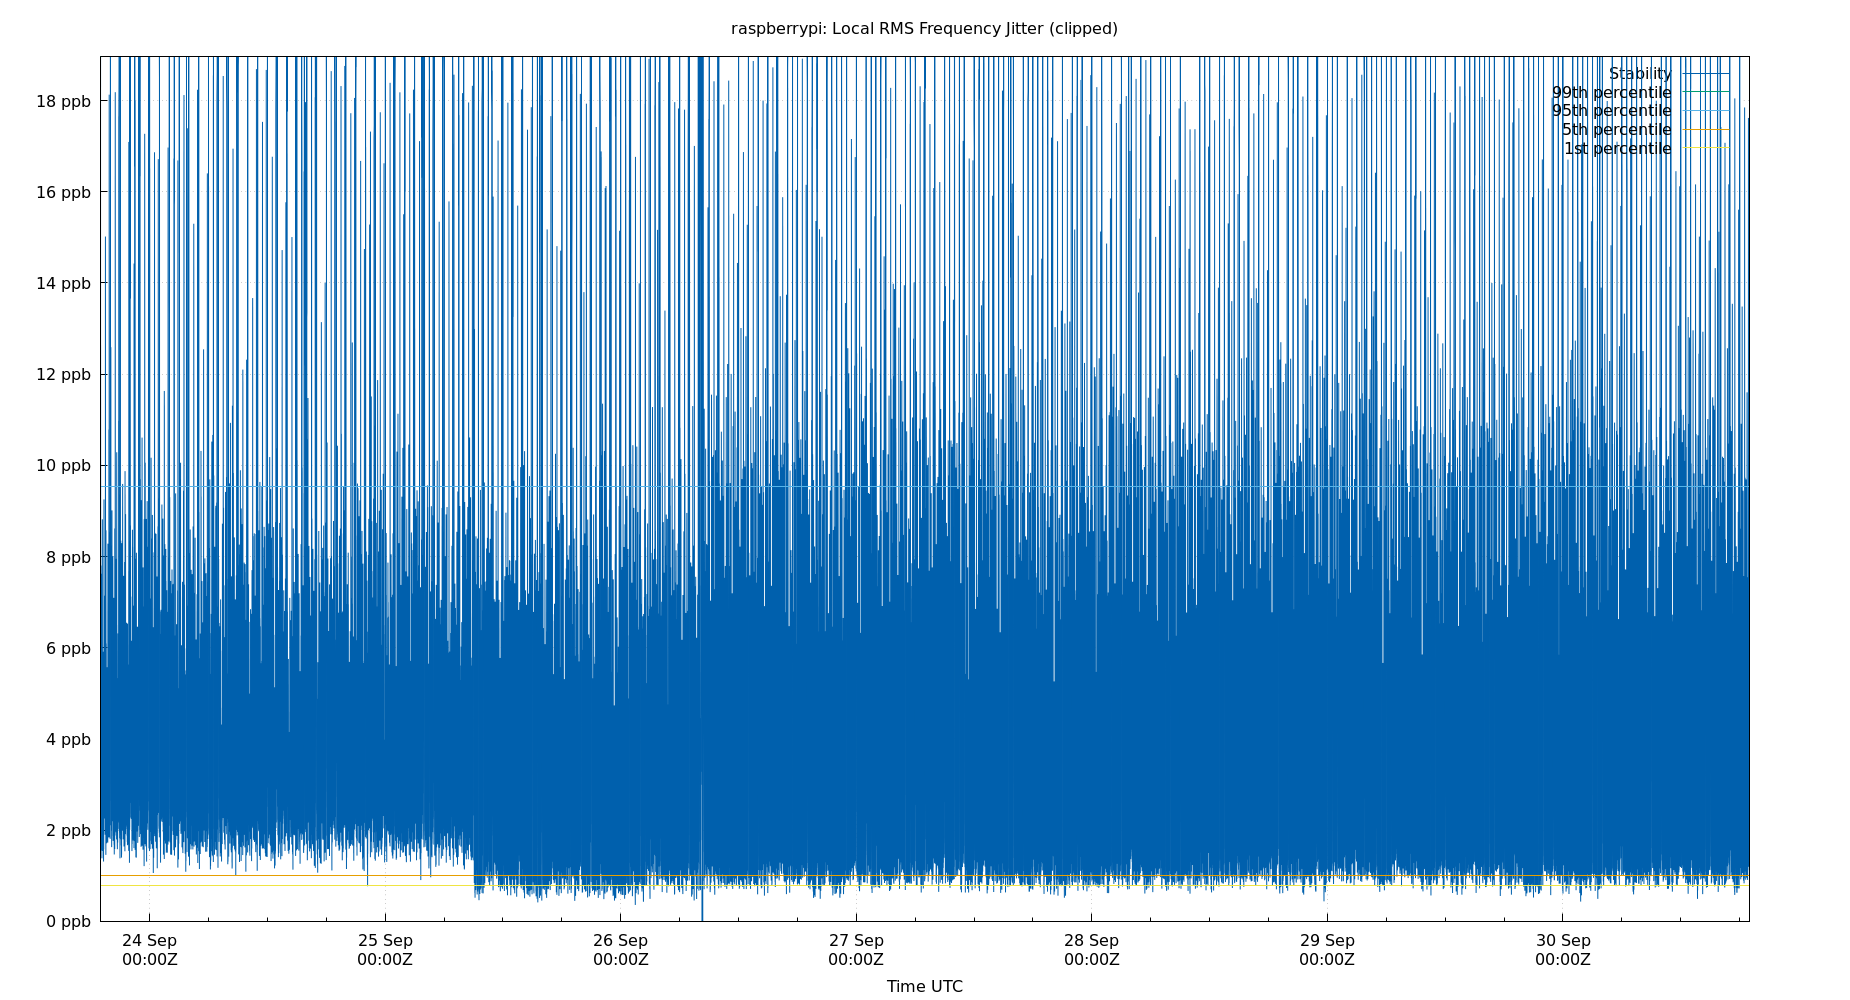 raspberrypi: Local RMS Frequency Jitter (clipped)
Stability
99th percentile
95th percentile
5th percentile
1st percentile
18 ppb
16 ppb
14 ppb
12 ppb
10 ppb
8 ppb
6 ppb
4 ppb
2 ppb
0 ppb
24 Sep 25 Sep 26 Sep 27 Sep 28 Sep 29 Sep 30 Sep
00:00Z 00:00Z 00:00Z 00:00Z 00:00Z 00:00Z 00:00Z
Time UTC